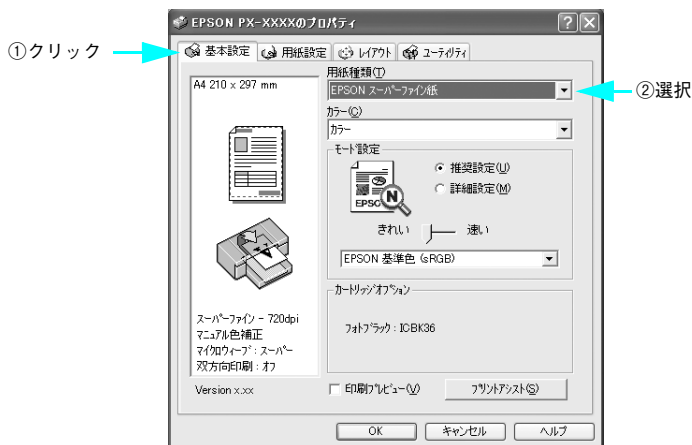 EPSON PX-XXXXのプロパティ
①クリック
基本設定 用紙設定 レイアウト ユーティリティ
A4 210 x 297 mm
用紙種類(T)
EPSON スーパーファイン紙
②選択
カラー(C)
カラー
モード設定
推奨設定(U)
詳細設定(M)
EPSO
N
きれい 速い
EPSON 基準色 (sRGB)
カートリッジオプション
フォトブラック : ICBK36
スーパーファイン - 720dpi
マニュアル色補正
マイクロウィーブ : スーパー
双方向印刷 : オフ
Version x.xx
印刷プレビュー(V)
プリントアシスト(S)
OK キャンセル ヘルプ